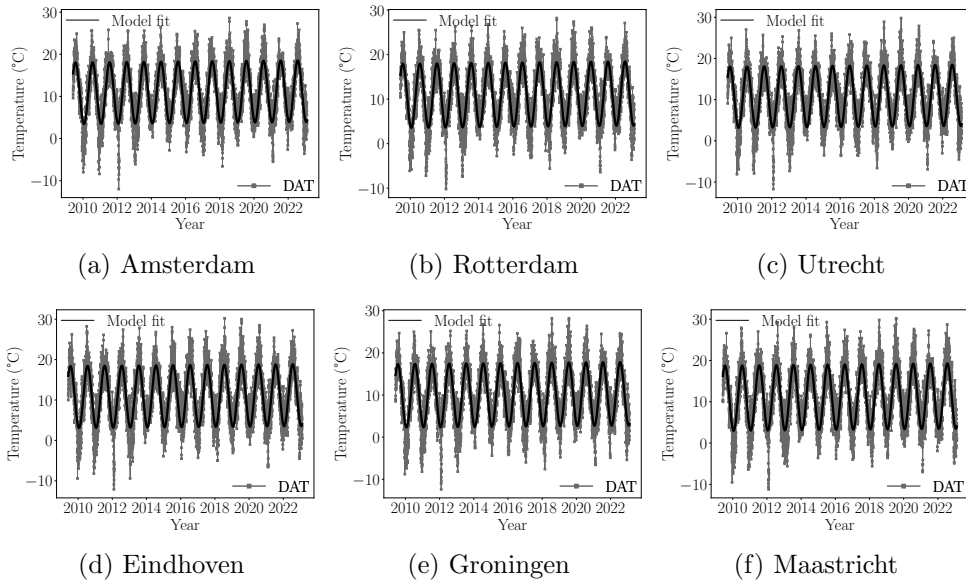 30
20
10
0
−10
Temperature (°C)
Model fit
DAT
2010 2012 2014 2016 2018 2020 2022
Year
(a) Amsterdam
30
20
10
0
−10
Temperature (°C)
Model fit
DAT
2010 2012 2014 2016 2018 2020 2022
Year
(b) Rotterdam
30
20
10
0
−10
Temperature (°C)
Model fit
DAT
2010 2012 2014 2016 2018 2020 2022
Year
(c) Utrecht
30
20
10
0
−10
Temperature (°C)
Model fit
DAT
2010 2012 2014 2016 2018 2020 2022
Year
(d) Eindhoven
30
20
10
0
−10
Temperature (°C)
Model fit
DAT
2010 2012 2014 2016 2018 2020 2022
Year
(e) Groningen
30
20
10
0
−10
Temperature (°C)
Model fit
DAT
2010 2012 2014 2016 2018 2020 2022
Year
(f) Maastricht